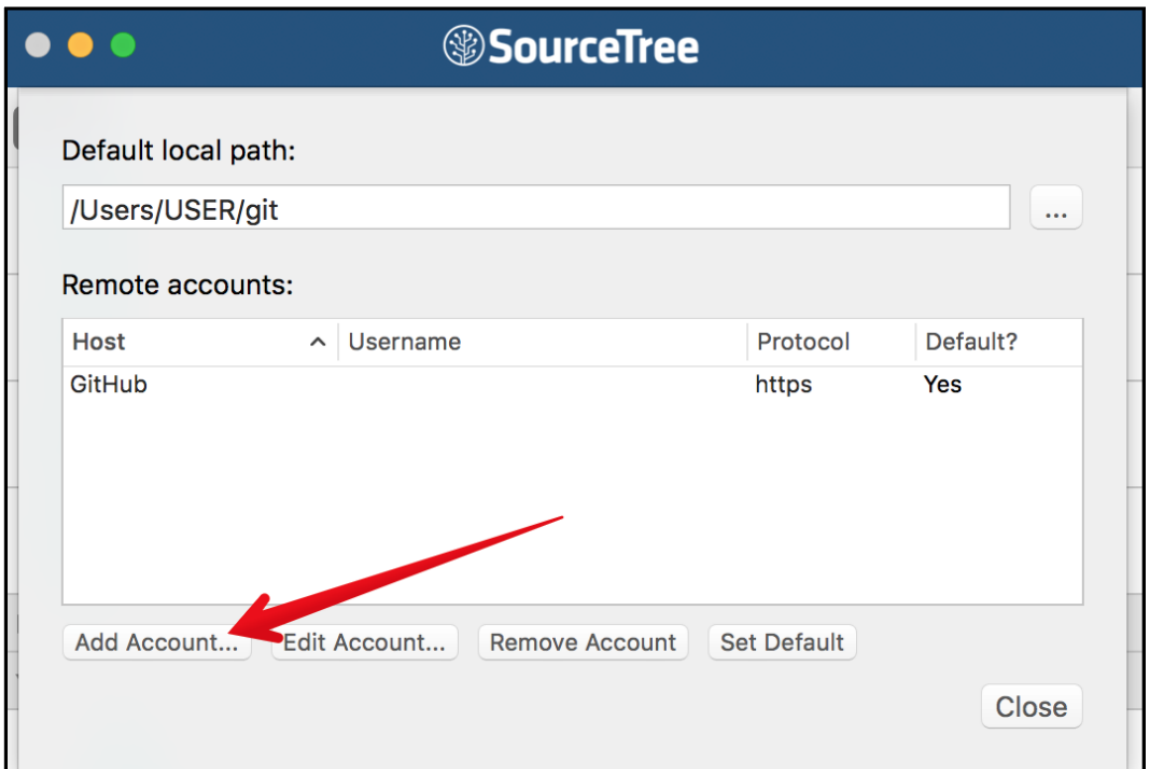 SourceTree
Default local path:
/Users/USER/git
...
Remote accounts:
Host Username Protocol Default?
GitHub https Yes
Add Account... Edit Account... Remove Account Set Default
Close